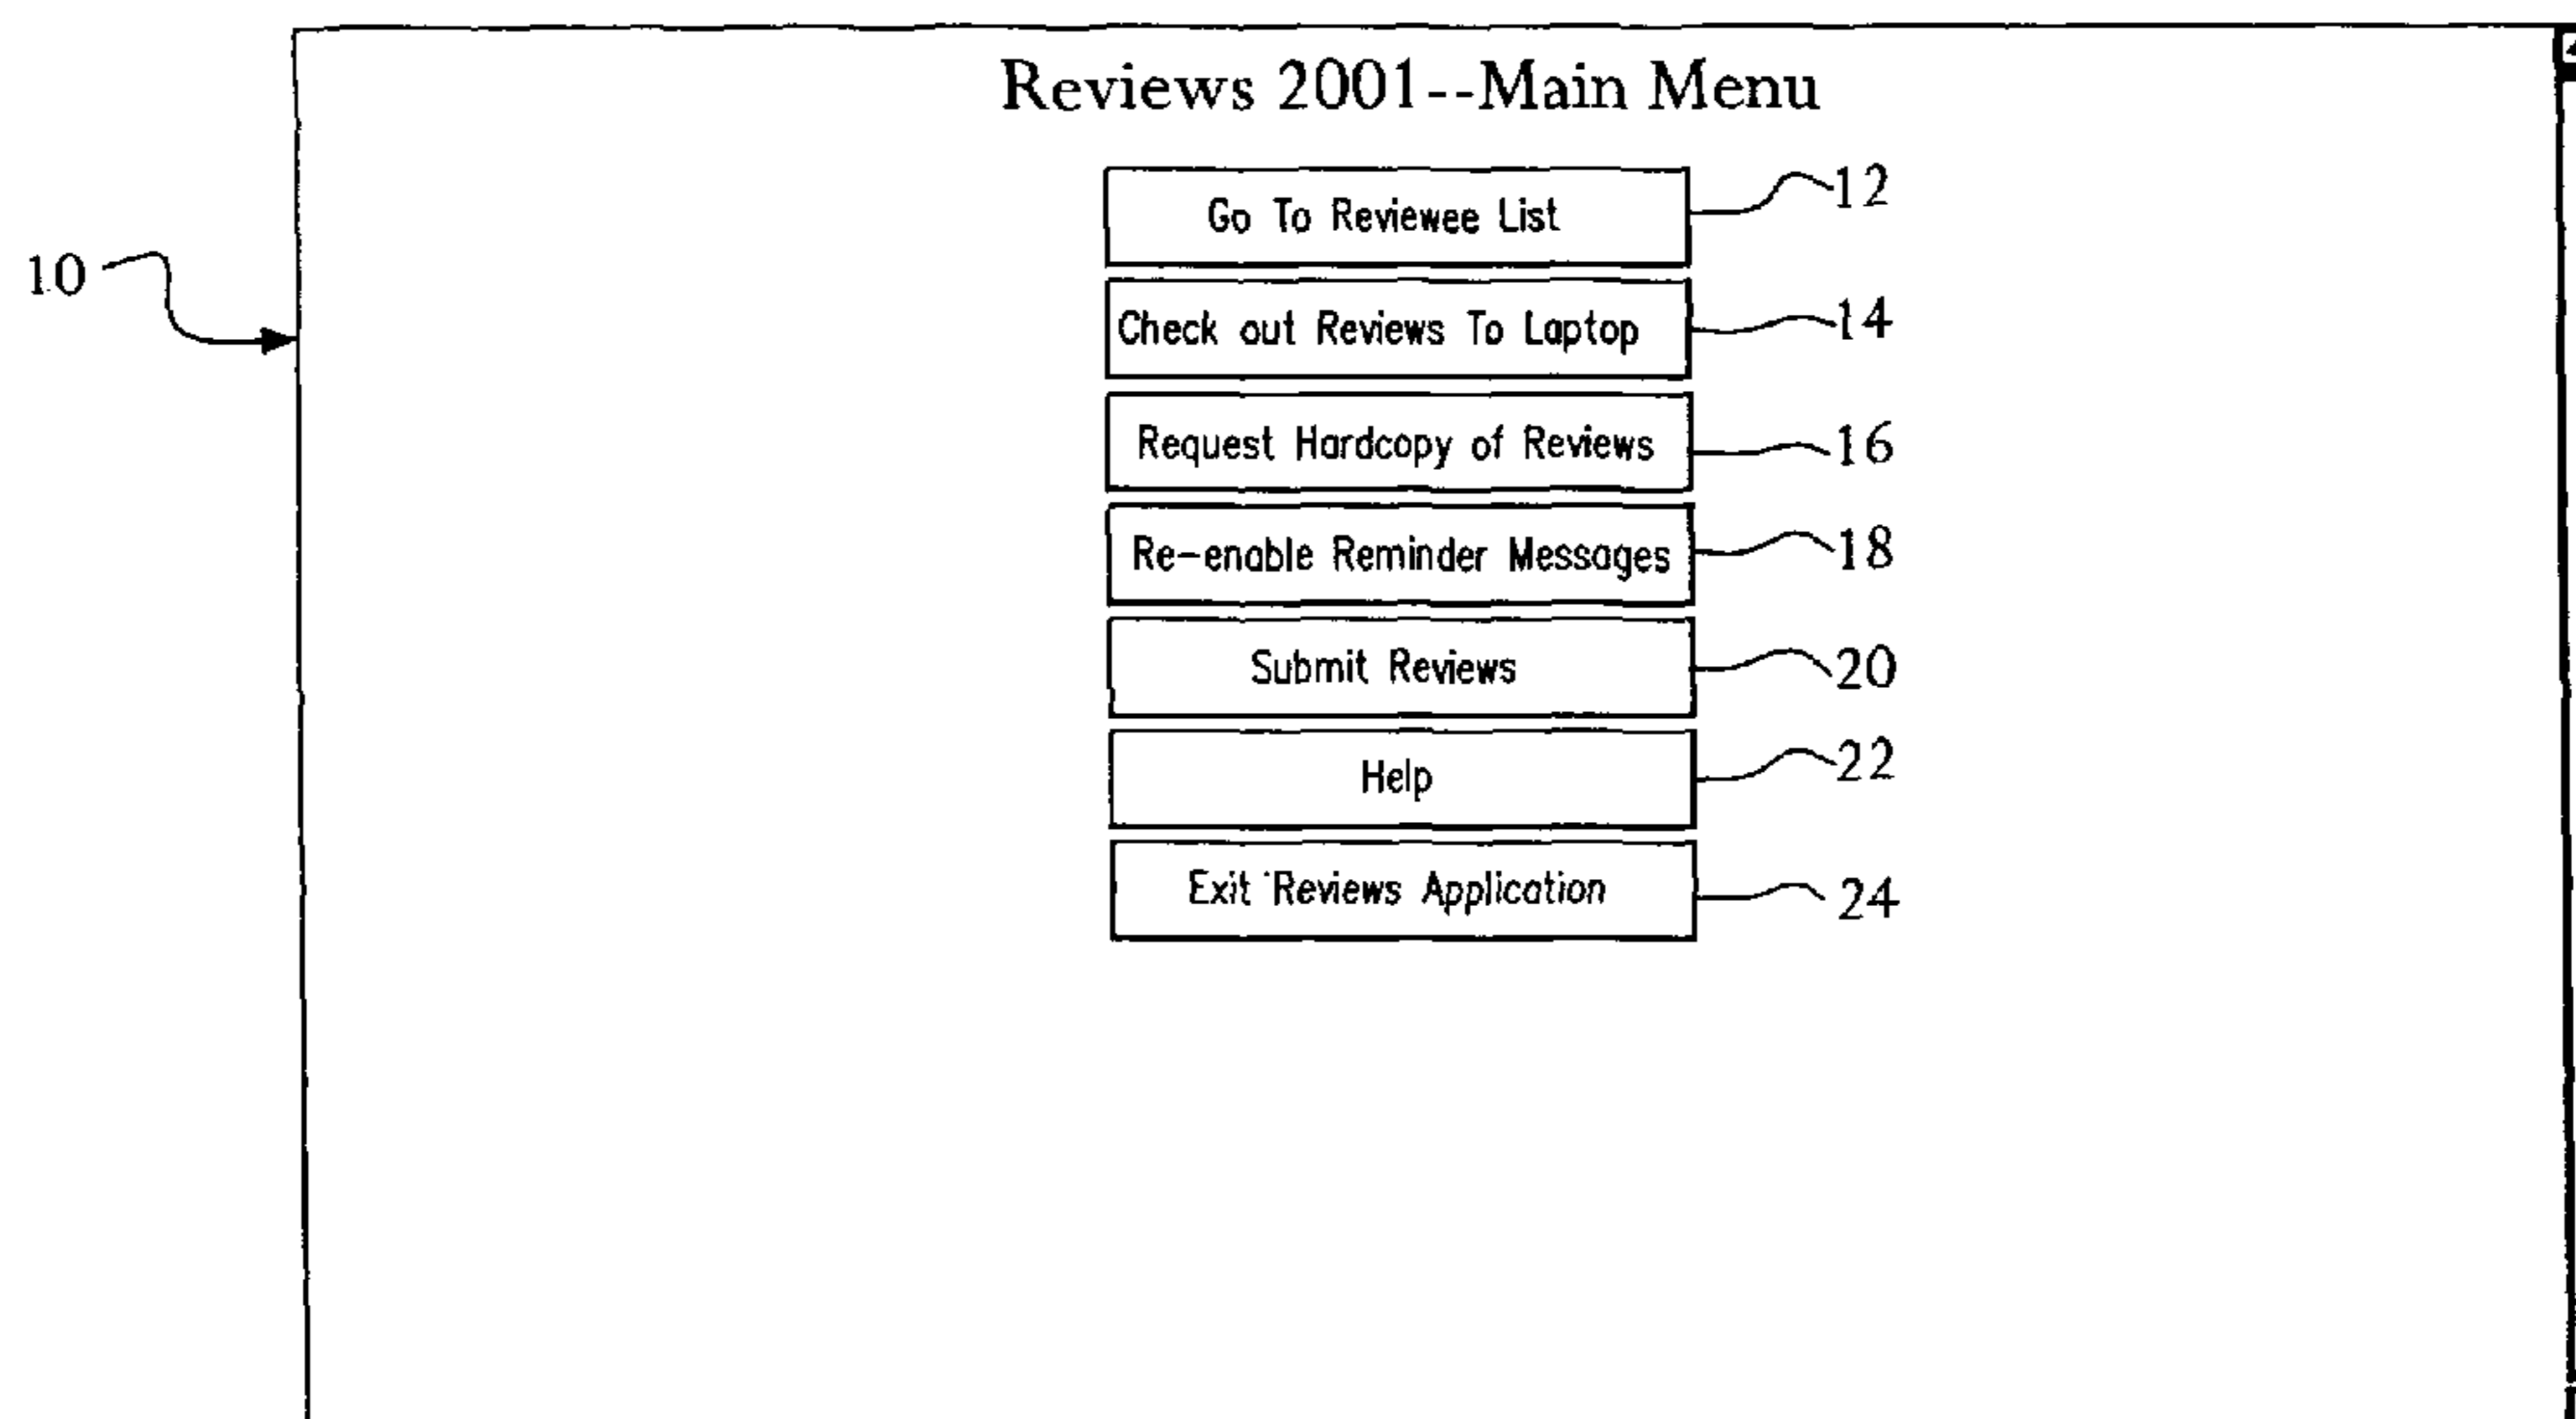 Reviews 2001--Main Menu
Go To Reviewee List 12
10
Check out Reviews To Laptop 14
Request Hardcopy of Reviews 16
Re-enable Reminder Messages 18
Submit Reviews 20
Help 22
Exit Reviews Application 24